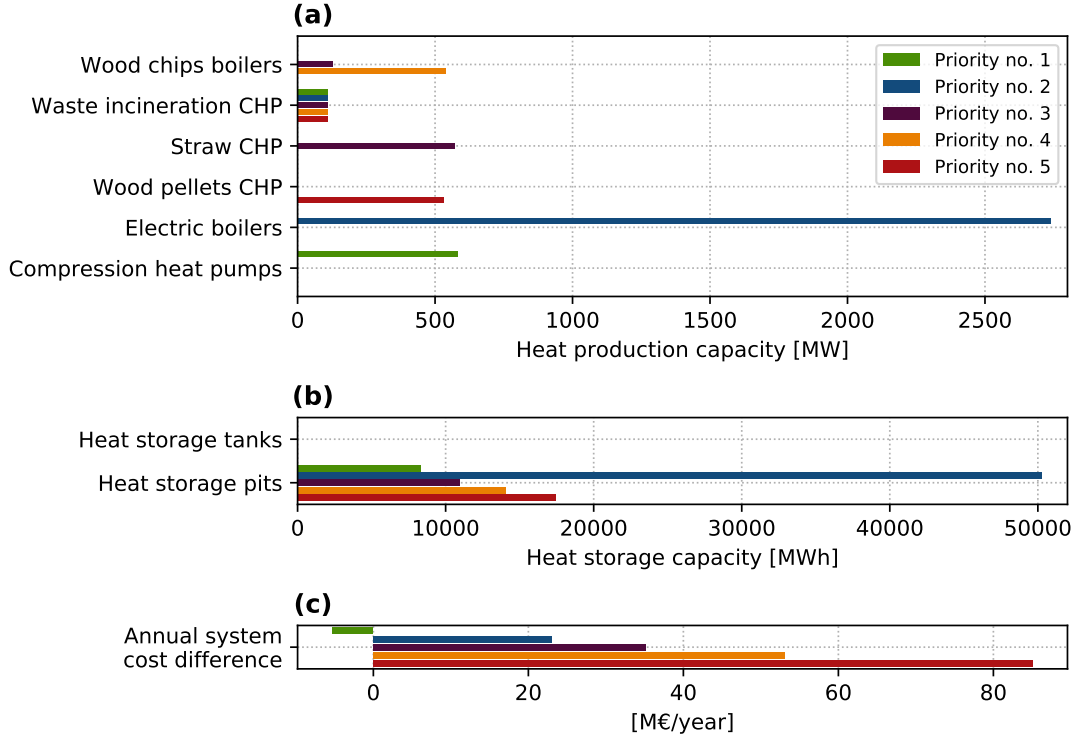 (a)
Wood chips boilers
Waste incineration CHP
Straw CHP
Wood pellets CHP
Electric boilers
Compression heat pumps
Priority no. 1
Priority no. 2
Priority no. 3
Priority no. 4
Priority no. 5
0 500 1000 1500 2000 2500
Heat production capacity [MW]
(b)
Heat storage tanks
Heat storage pits
0 10000 20000 30000 40000 50000
Heat storage capacity [MWh]
(c)
Annual system
cost difference
0 20 40 60 80
[M€/year]